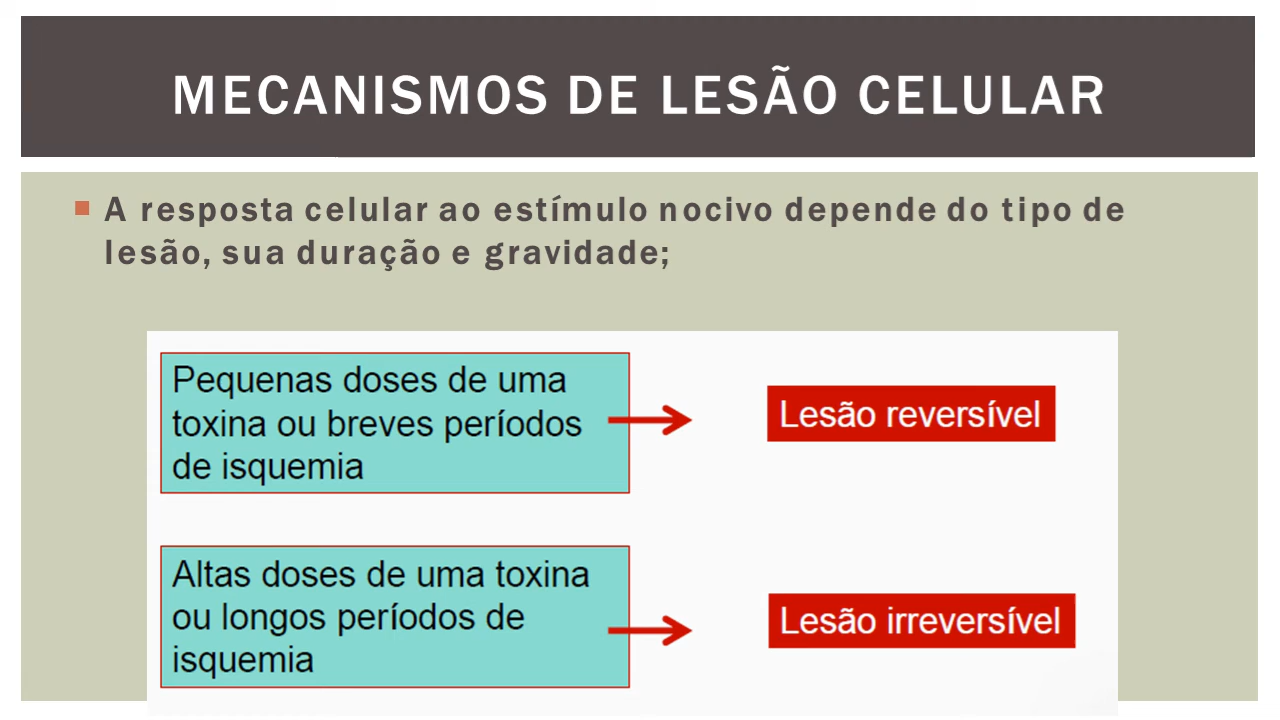 MECANISMOS DE LESÃO CELULAR
A resposta celular ao estímulo nocivo depende do tipo de
lesão, sua duração e gravidade;
Pequenas doses de uma
toxina ou breves períodos
de isquemia
Lesão reversível
Altas doses de uma toxina
ou longos períodos de
isquemia
Lesão irreversível